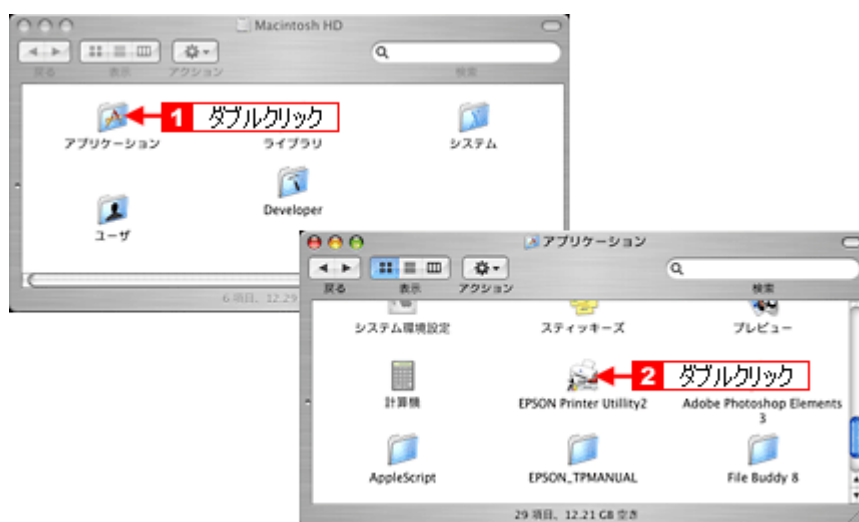 Macintosh HD
戻る 表示 アクション 検索
1 ダブルクリック
アプリケーション ライブラリ システム
ユーザ Developer
6 項目、12.29
アプリケーション
戻る 表示 アクション 検索
システム環境設定 スティッキーズ プレビュー
2 ダブルクリック
計算機 EPSON Printer Utillity2 Adobe Photoshop Elements
3
AppleScript EPSON_TPMANUAL File Buddy 8
29 項目、12.21 GB 空き